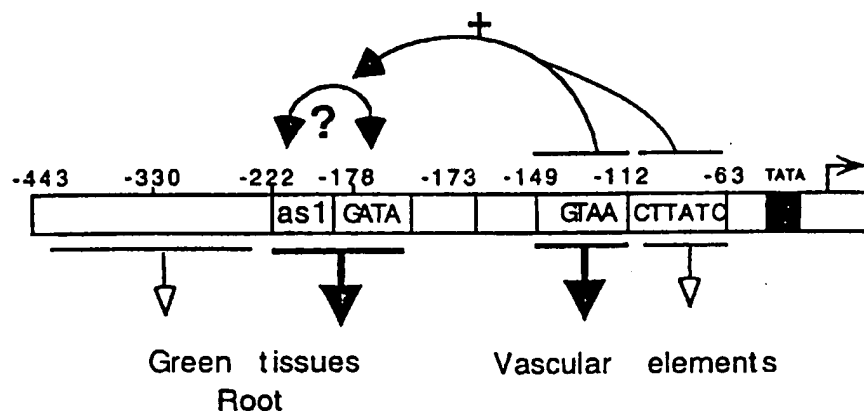 +
?
-443 -330 -222 -178 -173 -149 -112 -63 TATA
as1 GATA GTAA CTTATC
Green tissues Vascular elements
Root